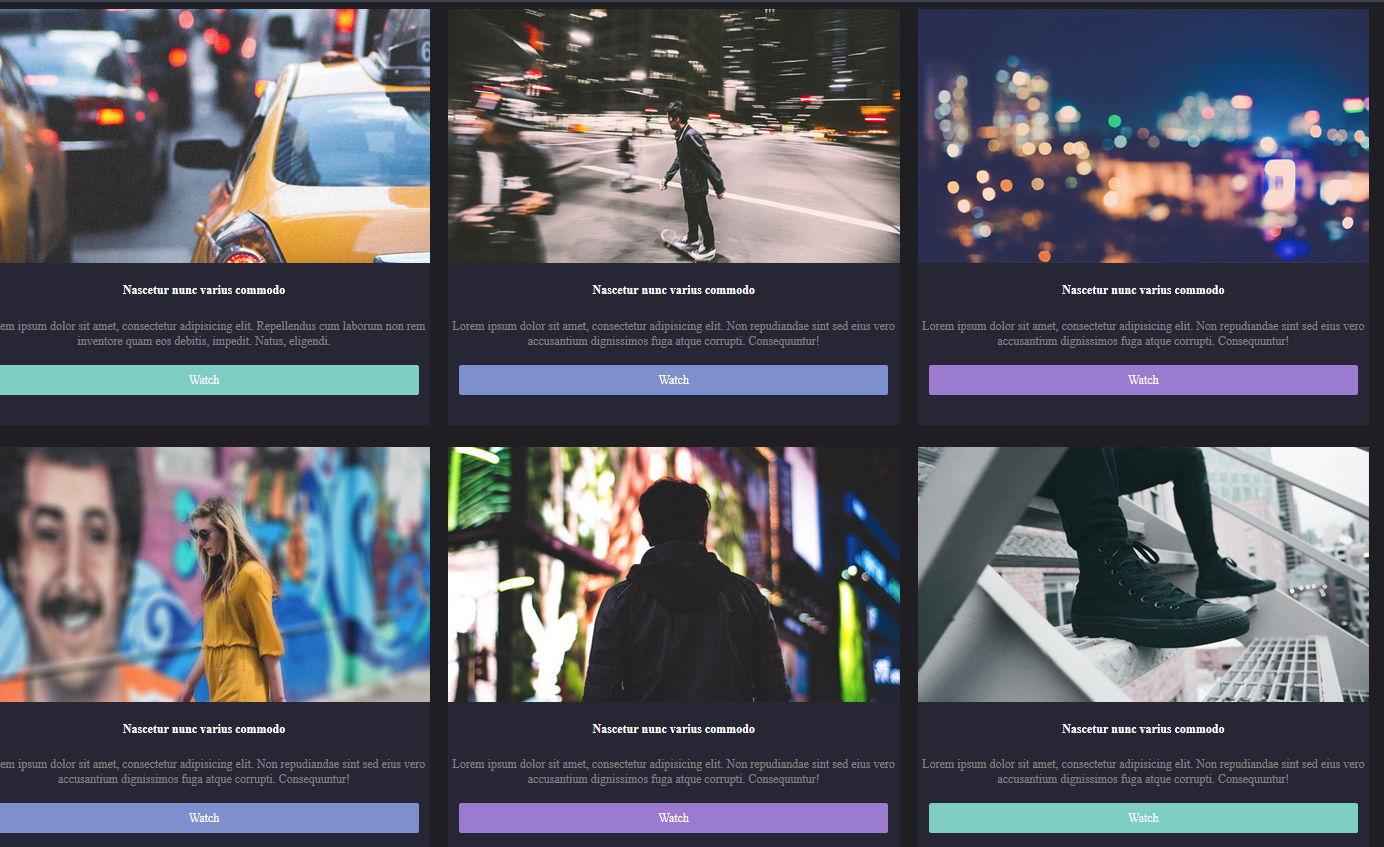 6
Nascetur nunc varius commodo
Nascetur nunc varius commodo
Nascetur nunc varius commodo
em ipsum dolor sit amet, consectetur adipisicing elit. Repellendus cum laborum non rem
inventore quam eos debitis, impedit. Natus, eligendi.
Lorem ipsum dolor sit amet, consectetur adipisicing elit. Non repudiandae sint sed eius vero
accusantium dignissimos fuga atque corrupti. Consequuntur!
Lorem ipsum dolor sit amet, consectetur adipisicing elit. Non repudiandae sint sed eius vero
accusantium dignissimos fuga atque corrupti. Consequuntur!
Watch
Watch
Watch
Nascetur nunc varius commodo
Nascetur nunc varius commodo
Nascetur nunc varius commodo
em ipsum dolor sit amet, consectetur adipisicing elit. Non repudiandae sint sed eius vero
accusantium dignissimos fuga atque corrupti. Consequuntur!
Lorem ipsum dolor sit amet, consectetur adipisicing elit. Non repudiandae sint sed eius vero
accusantium dignissimos fuga atque corrupti. Consequuntur!
Lorem ipsum dolor sit amet, consectetur adipisicing elit. Non repudiandae sint sed eius vero
accusantium dignissimos fuga atque corrupti. Consequuntur!
Watch
Watch
Watch